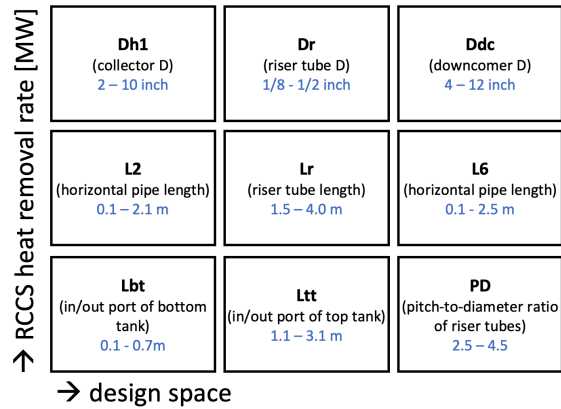 → RCCS heat removal rate [MW]
Dh1
(collector D)
2 – 10 inch
Dr
(riser tube D)
1/8 - 1/2 inch
Ddc
(downcomer D)
4 – 12 inch
L2
(horizontal pipe length)
0.1 – 2.1 m
Lr
(riser tube length)
1.5 – 4.0 m
L6
(horizontal pipe length)
0.1 - 2.5 m
Lbt
(in/out port of bottom
tank)
0.1 - 0.7m
Ltt
(in/out port of top tank)
1.1 – 3.1 m
PD
(pitch-to-diameter ratio
of riser tubes)
2.5 – 4.5
→ design space